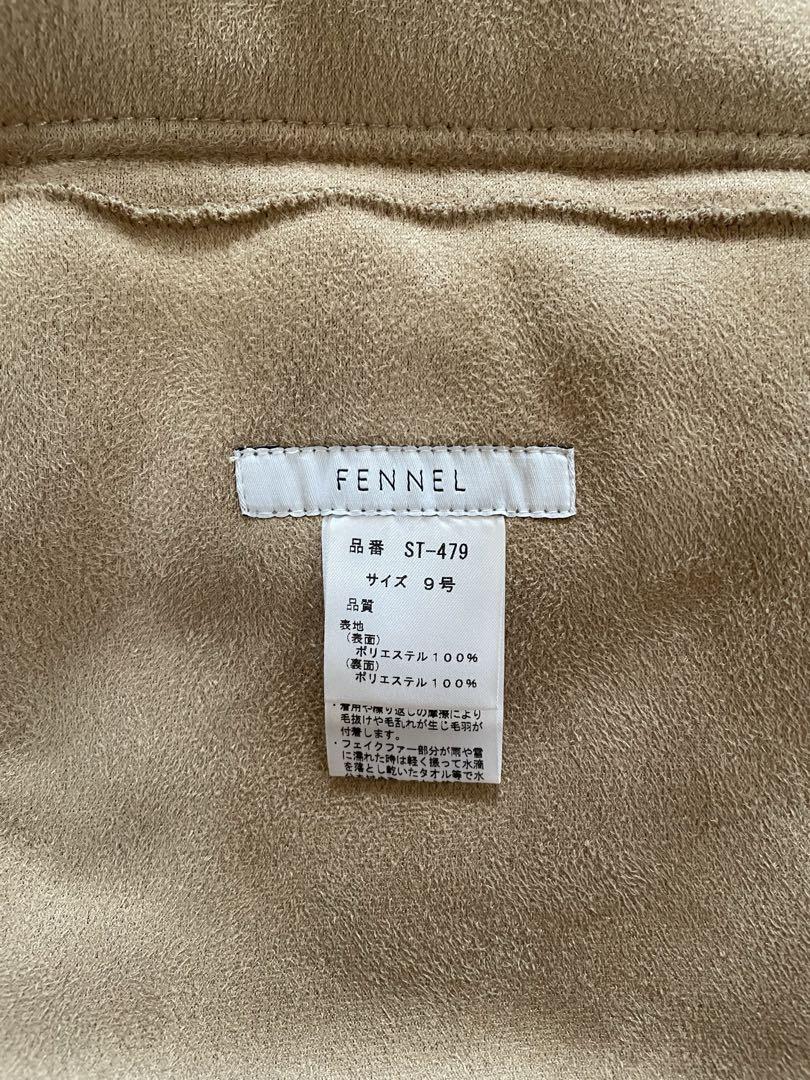 FENNEL
品番 ST-479
サイズ 9号
品質
表地
(表面)
ポリエステル100%
(裏面)
ポリエステル100%
・着用や繰り返しの摩擦により
毛抜けや毛乱れが生じ毛羽が
付着します。
・フェイクファー部分が雨や雪
に濡れた時は軽く振って水滴
を落とし乾いたタオル等で水